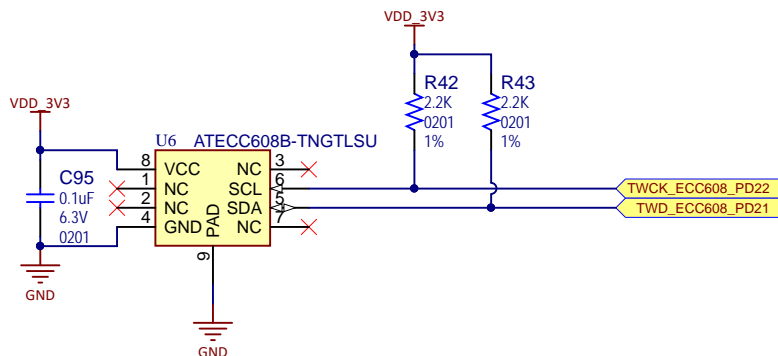 VDD_3V3
R42
2.2K
0201
1%
R43
2.2K
0201
1%
VDD_3V3
C95
0.1uF
6.3V
0201
GND
U6 ATECC608B-TNGTLSU
8 VCC NC 3
1 NC SCL 6
2 NC SDA 5
4 GND NC 7
PAD
9
GND
TWCK_ECC608_PD22
TWD_ECC608_PD21